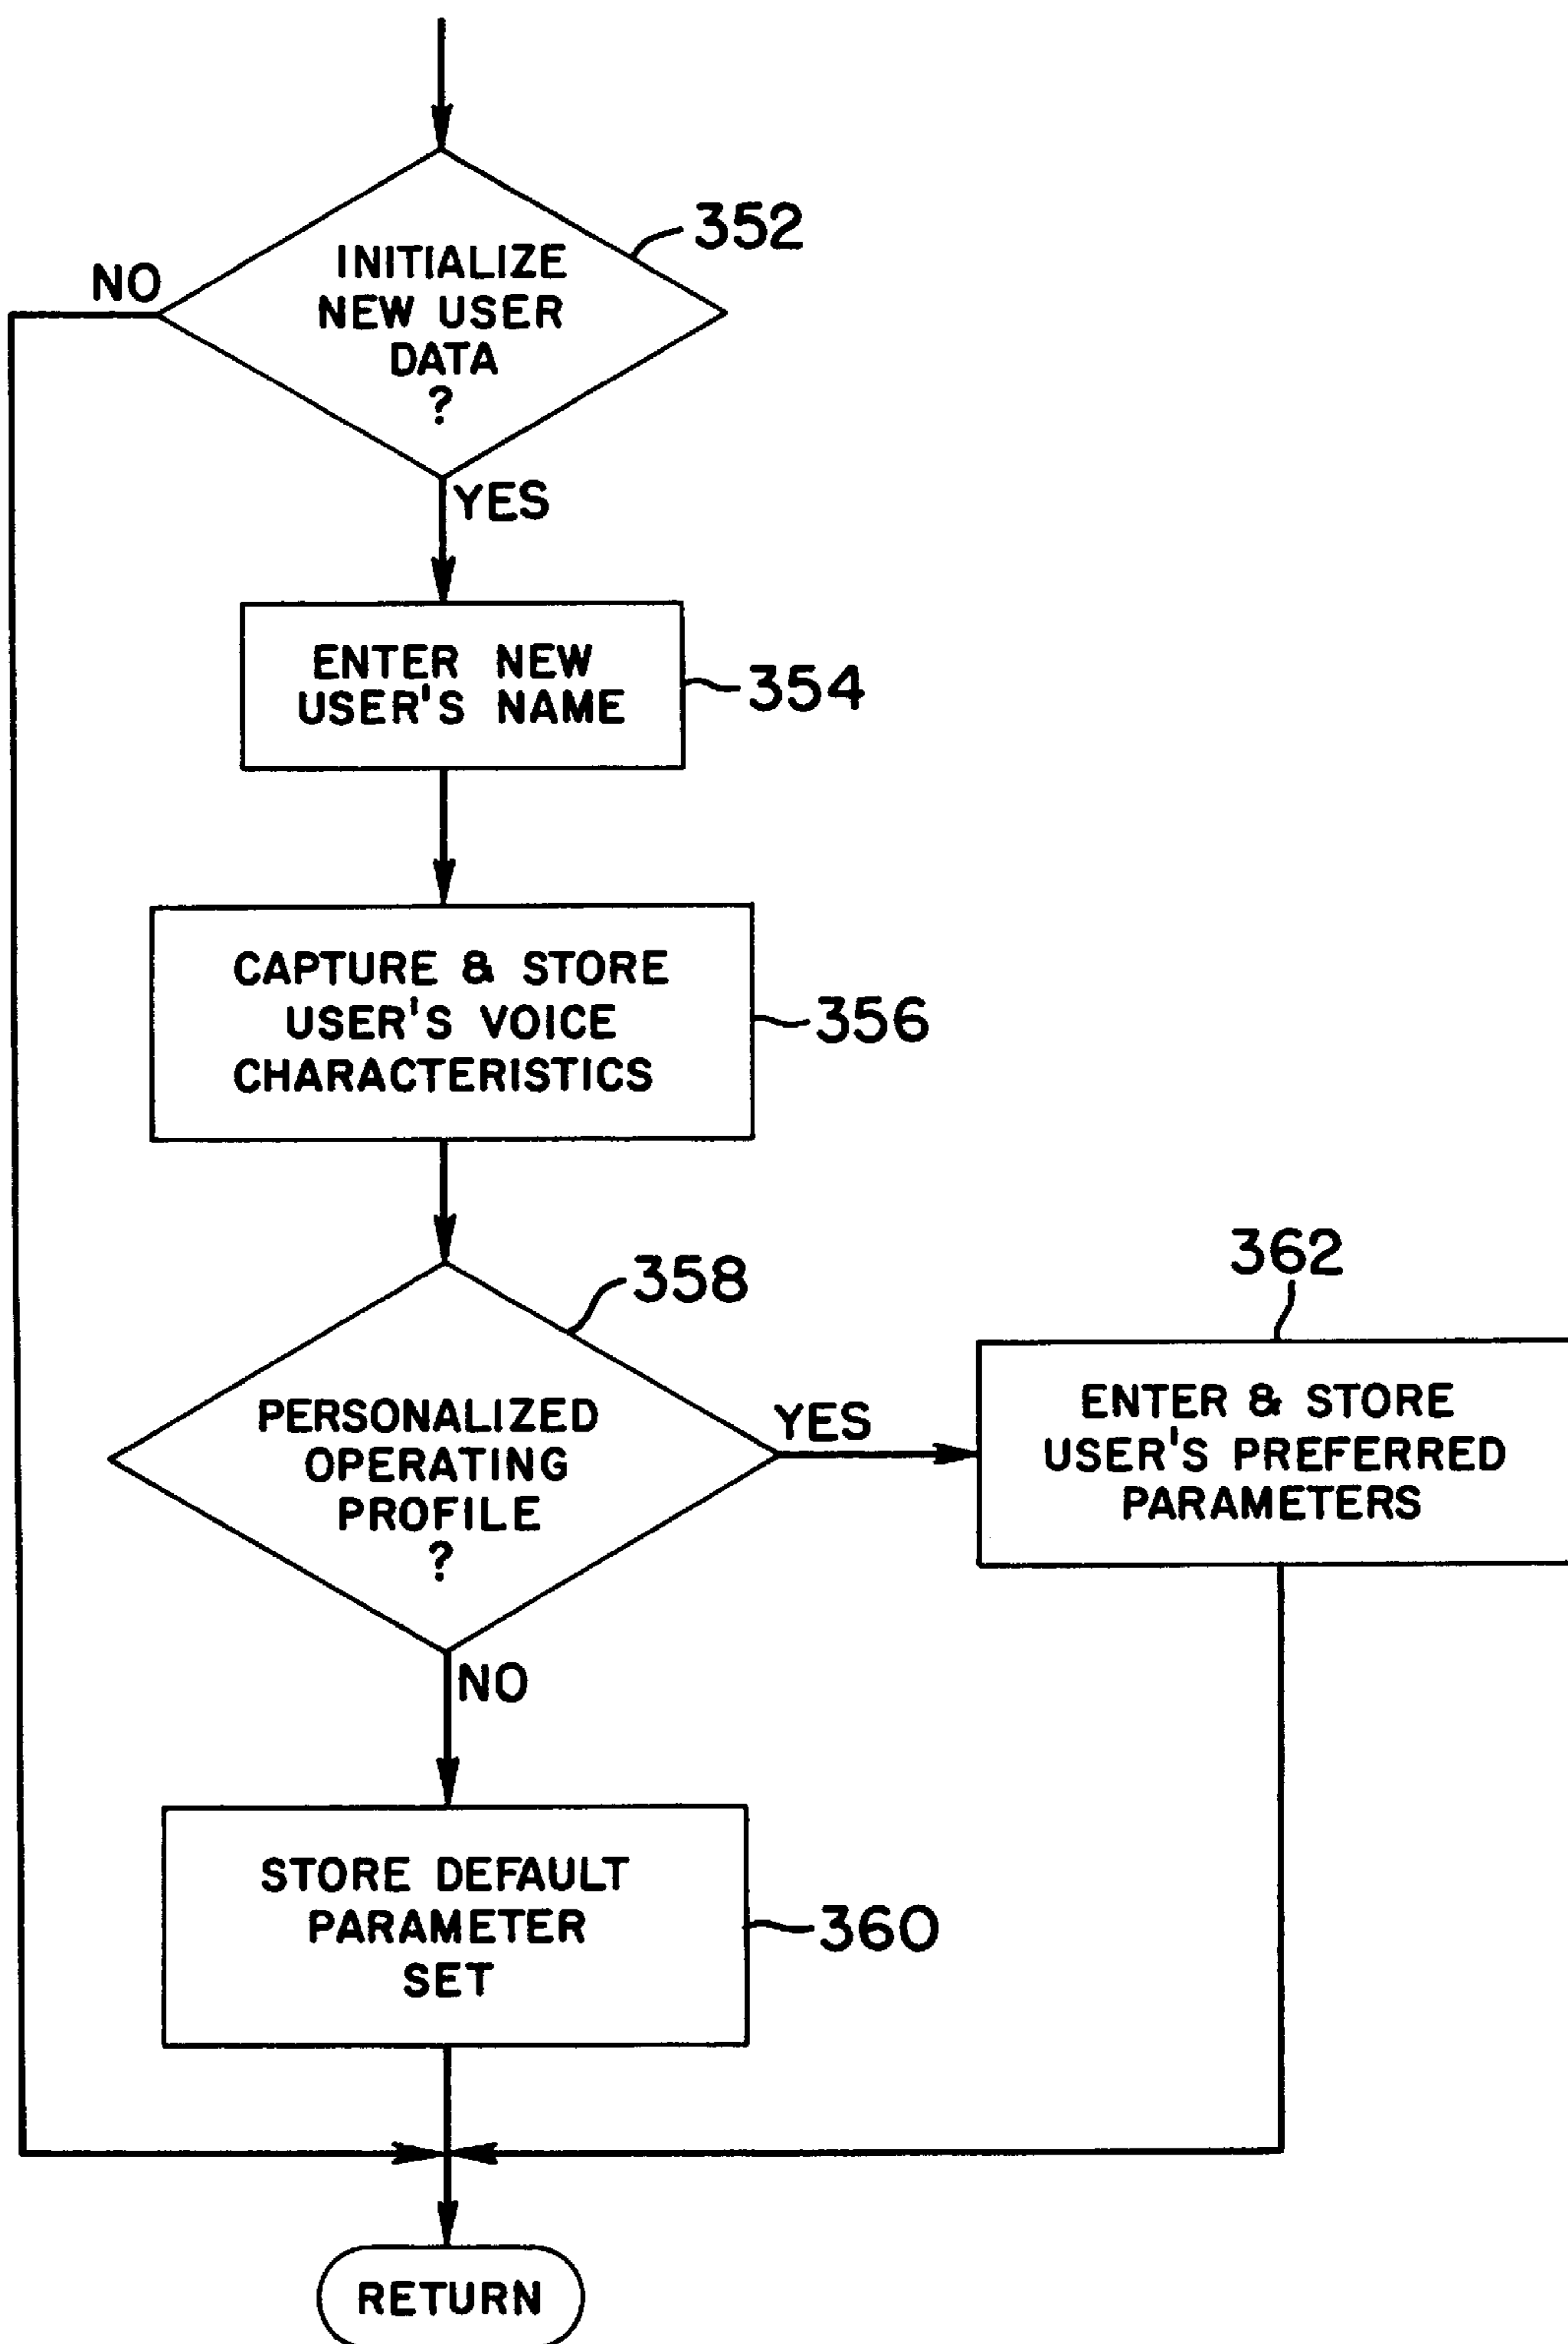 352
INITIALIZE
NEW USER
DATA
?
NO
YES
ENTER NEW
USER'S NAME
354
CAPTURE & STORE
USER'S VOICE
CHARACTERISTICS
356
358
PERSONALIZED
OPERATING
PROFILE
?
YES
362
ENTER & STORE
USER'S PREFERRED
PARAMETERS
NO
STORE DEFAULT
PARAMETER
SET
360
RETURN